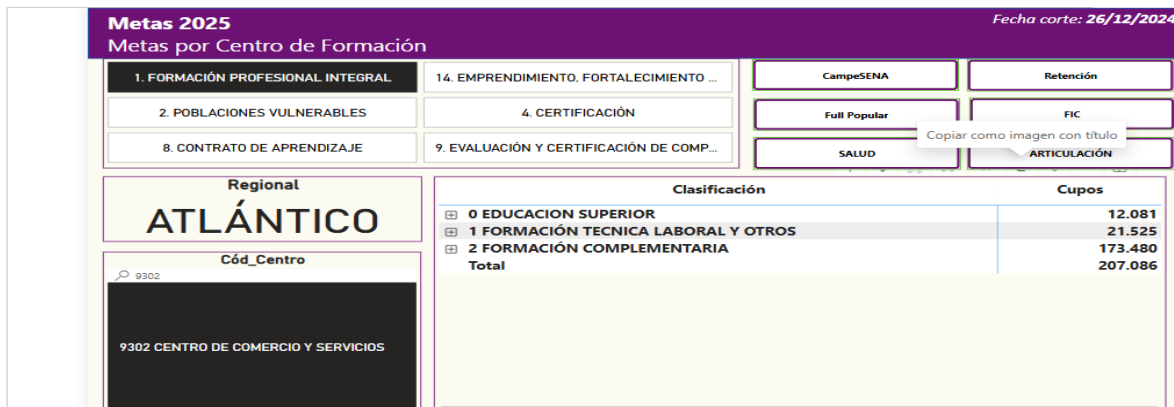 Metas 2025
Fecha corte: 26/12/2024
Metas por Centro de Formación
1. FORMACIÓN PROFESIONAL INTEGRAL
14. EMPRENDIMIENTO, FORTALECIMIENTO ...
CampeSENA
Retención
2. POBLACIONES VULNERABLES
4. CERTIFICACIÓN
Full Popular
FIC
Copiar como imagen con título
8. CONTRATO DE APRENDIZAJE
9. EVALUACIÓN Y CERTIFICACIÓN DE COMP...
SALUD
ARTICULACIÓN
Regional
ATLÁNTICO
Cód_Centro
9302
9302 CENTRO DE COMERCIO Y SERVICIOS
Clasificación Cupos
0 EDUCACION SUPERIOR 12.081
1 FORMACIÓN TECNICA LABORAL Y OTROS 21.525
2 FORMACIÓN COMPLEMENTARIA 173.480
Total 207.086